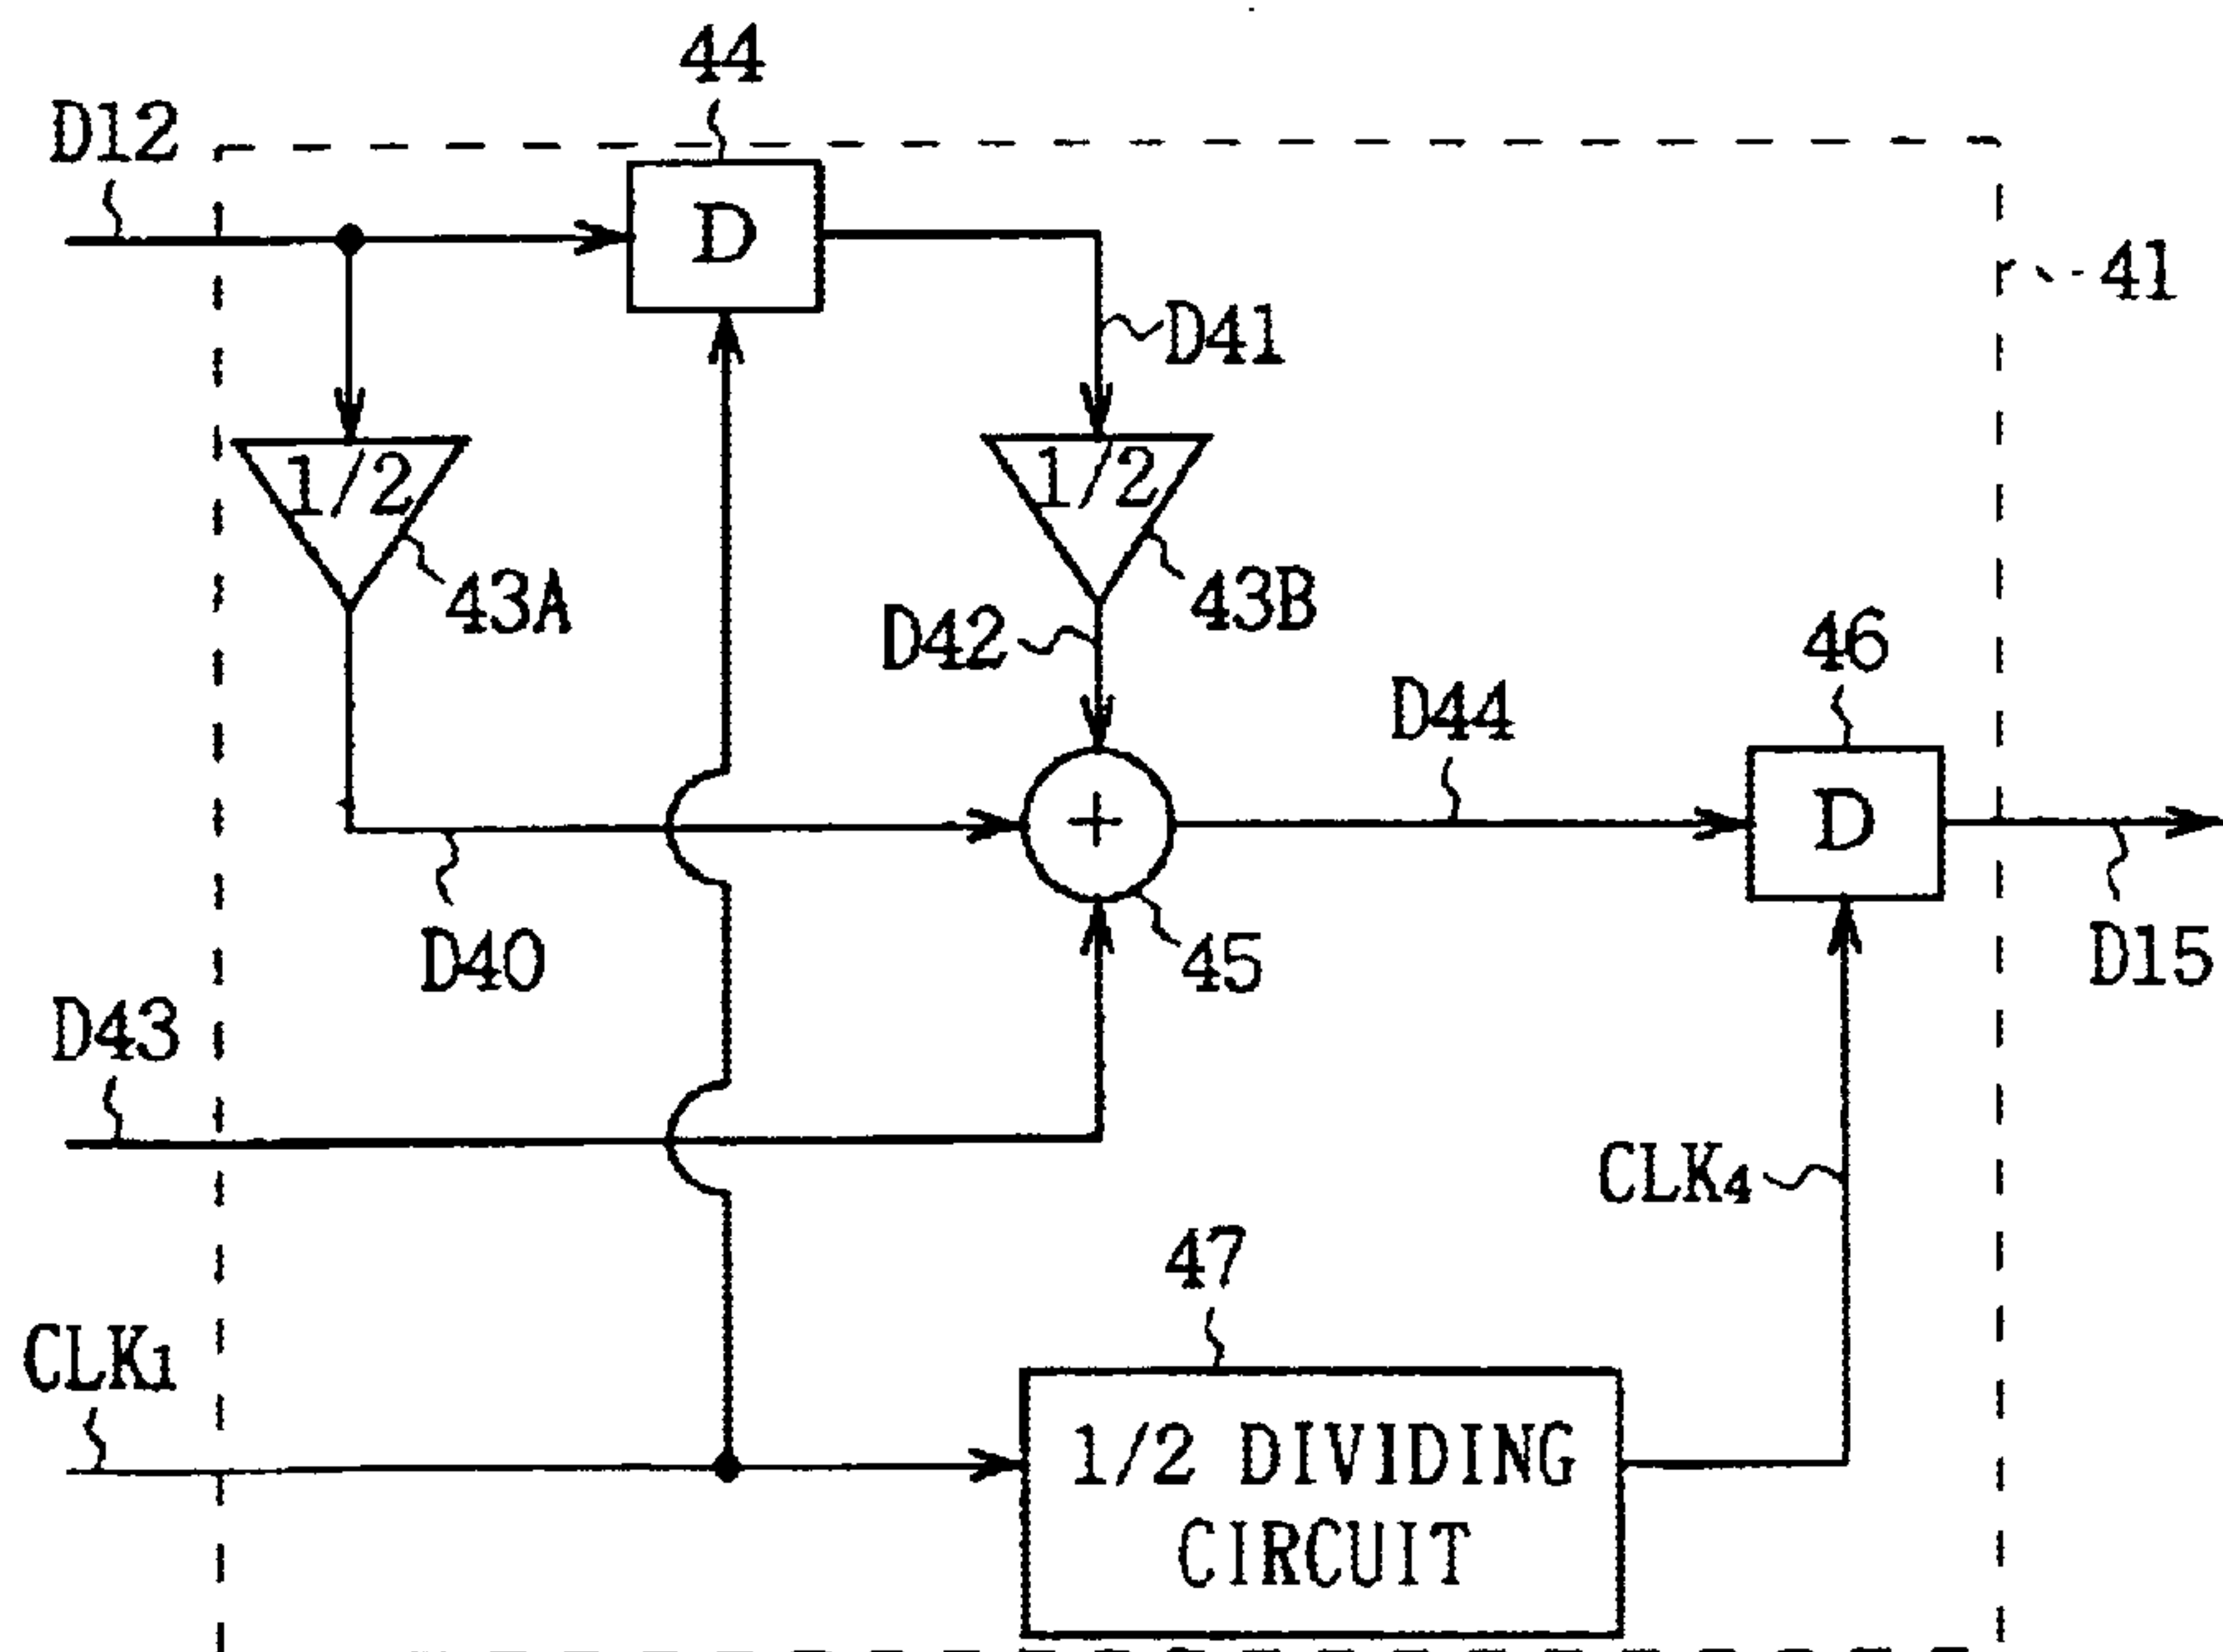 44
D12
D
41
D41
1/2
1/2
43A
43B
D42
46
D44
D
+
D40
45
D15
D43
CLK4
47
CLK1
1/2 DIVIDING
CIRCUIT